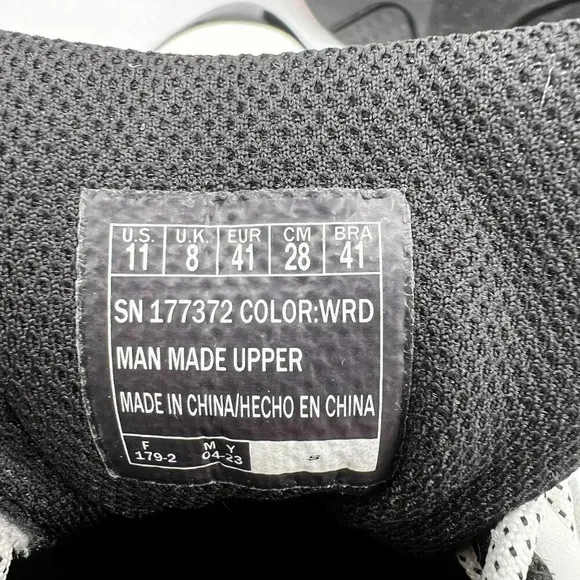 U.S. U.K. EUR CM BRA
11 8 41 28 41
SN 177372 COLOR:WRD
MAN MADE UPPER
MADE IN CHINA/HECHO EN CHINA
F M Y
179-2 04-23